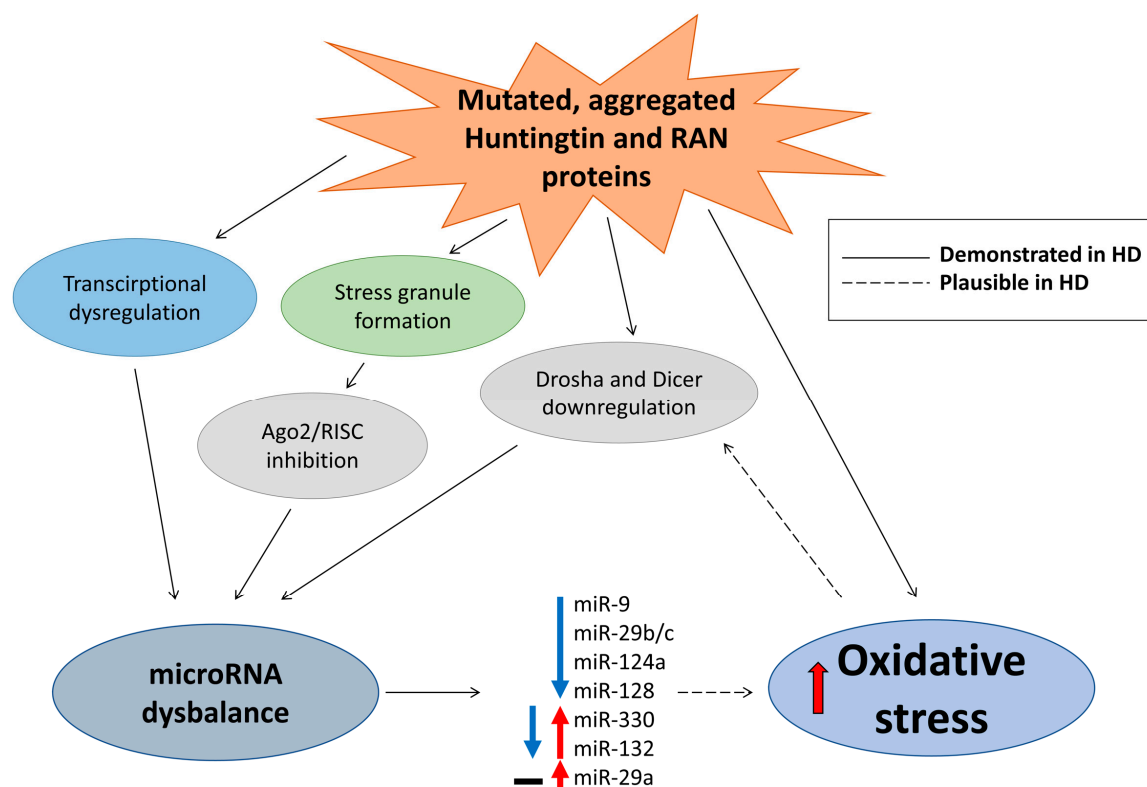 Mutated, aggregated
Huntingtin and RAN
proteins
Demonstrated in HD
Plausible in HD
Transcirptional
dysregulation
Stress granule
formation
Drosha and Dicer
downregulation
Ago2/RISC
inhibition
microRNA
dysbalance
miR-9
miR-29b/c
miR-124a
miR-128
miR-330
miR-132
miR-29a
Oxidative
stress